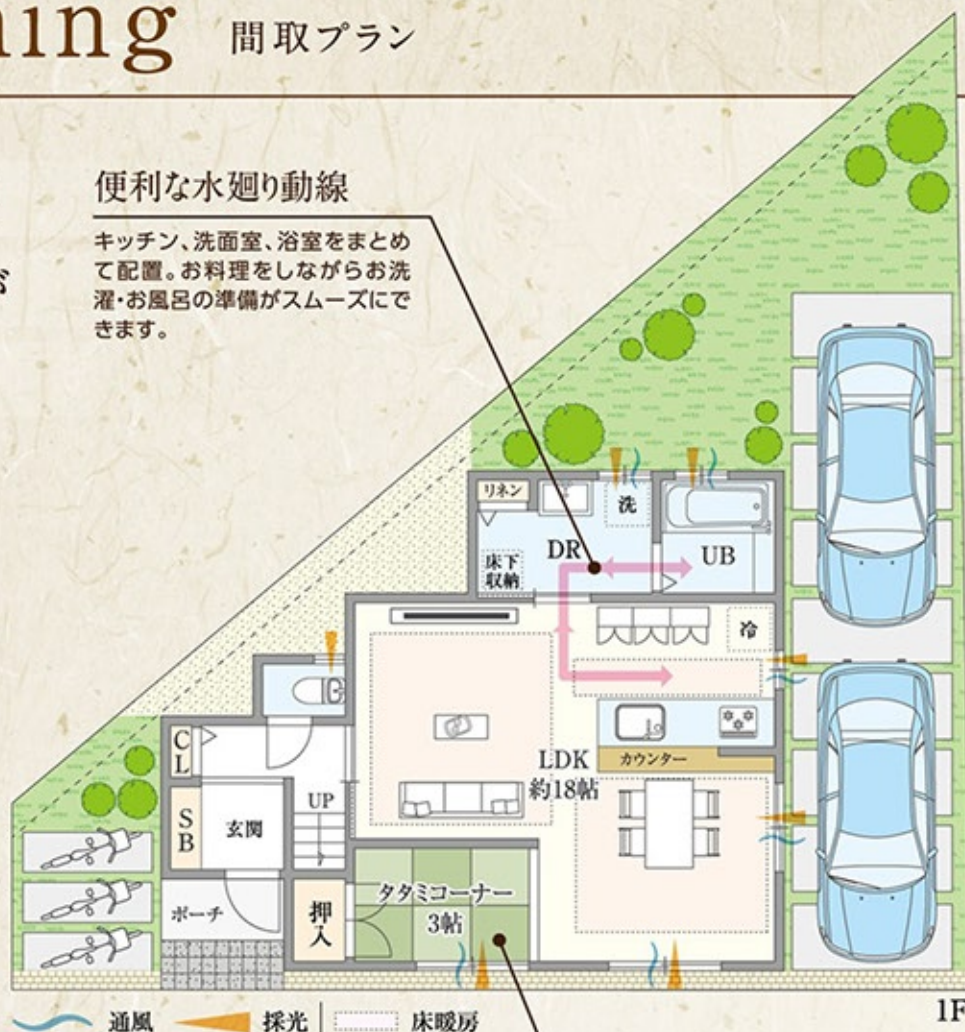 ning 間取プラン
便利な水廻り動線
キッチン、洗面室、浴室をまとめ
て配置。お料理をしながらお洗
濯・お風呂の準備がスムーズにで
きます。
が
リネン
洗
DR
UB
床下
収納
冷
CL
LDK
約18帖
カウンター
UP
SB
玄関
タタミコーナー
3帖
ポーチ
押入
1F
通風 採光 床暖房